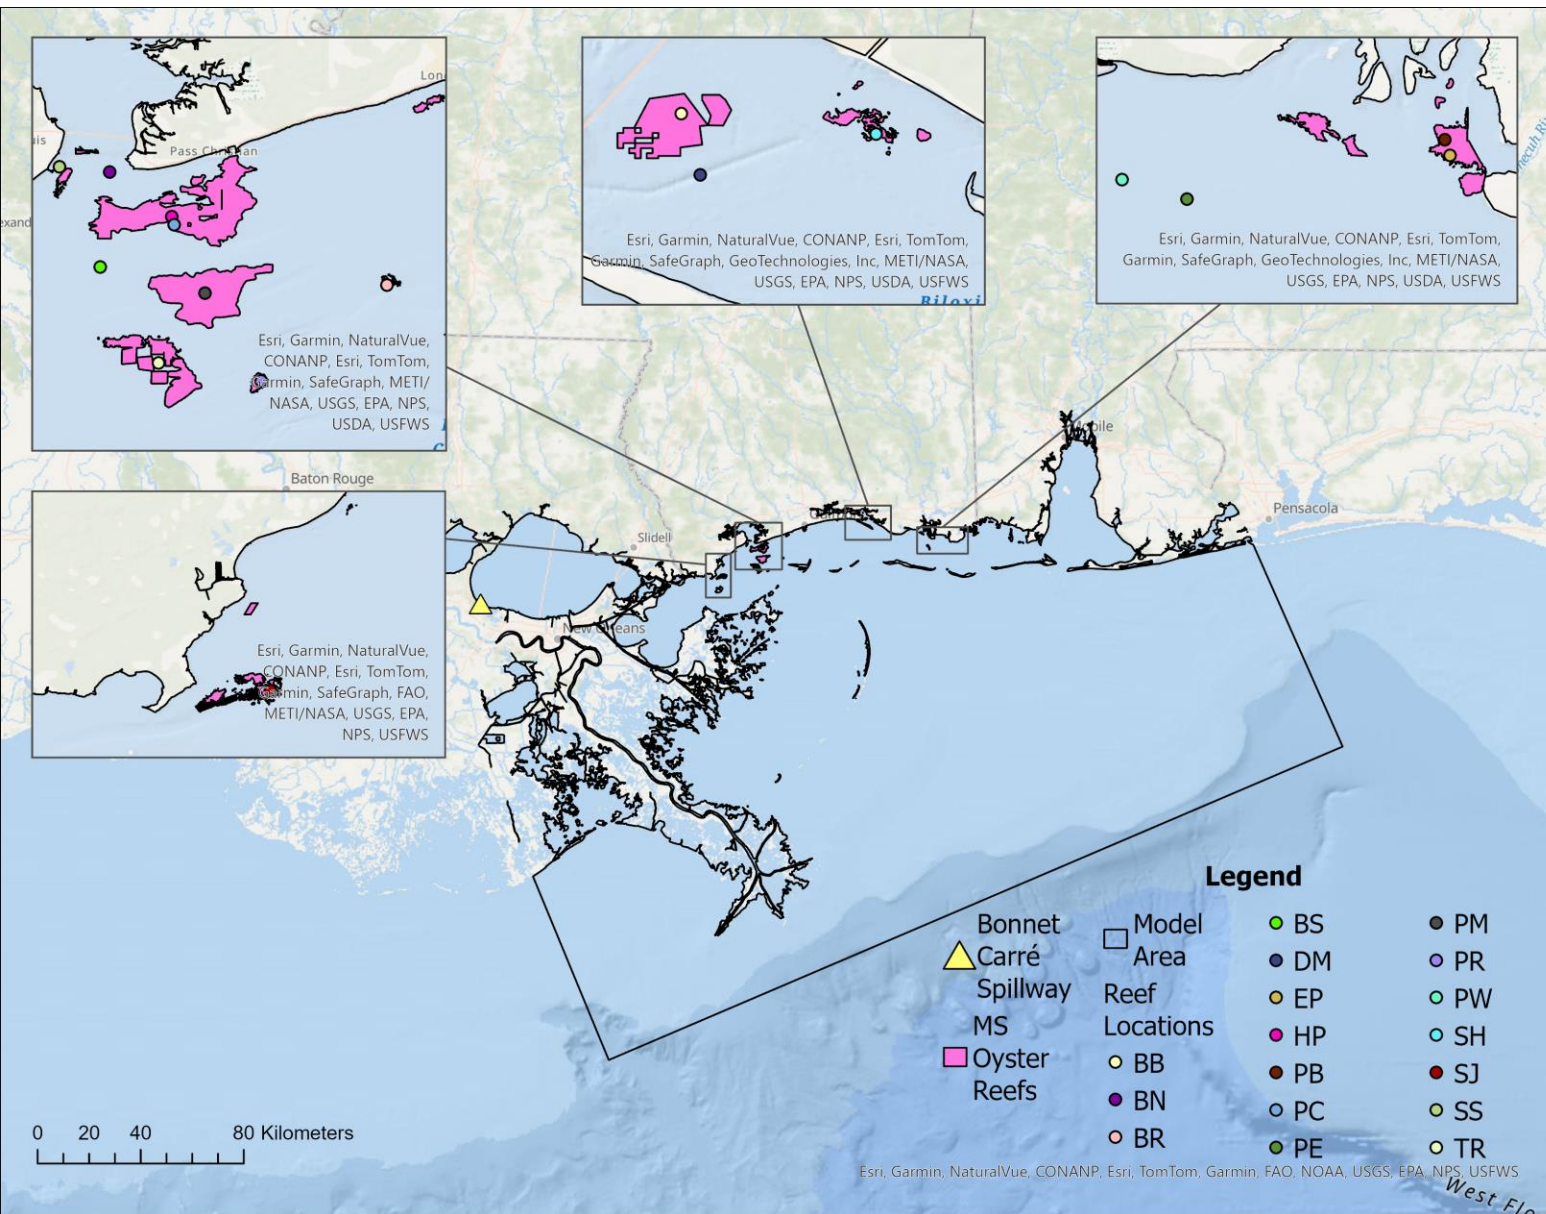 Lon
uis
Pass Christian
Esri, Garmin, NaturalVue,
CONANP, Esri, TomTom,
Garmin, SafeGraph, METI/
NASA, USGS, EPA, NPS,
USDA, USFWS
Esri, Garmin, NaturalVue, CONANP, Esri, TomTom,
Garmin, SafeGraph, GeoTechnologies, Inc, METI/NASA,
USGS, EPA, NPS, USDA, USFWS
Biloxi
Esri, Garmin, NaturalVue, CONANP, Esri, TomTom,
Garmin, SafeGraph, GeoTechnologies, Inc, METI/NASA,
USGS, EPA, NPS, USDA, USFWS
exand
Mobile
Baton Rouge
Pensacola
Slidell
New Orleans
Esri, Garmin, NaturalVue,
CONANP, Esri, TomTom,
Garmin, SafeGraph, FAO,
METI/NASA, USGS, EPA,
NPS, USFWS
Legend
Bonnet
Carré
Spillway
MS
Oyster
Reefs
Model
Area
Reef
Locations
BB
BN
BR
BS
DM
EP
HP
PB
PC
PE
PM
PR
PW
SH
SJ
SS
TR
0 20 40 80 Kilometers
Esri, Garmin, NaturalVue, CONANP, Esri, TomTom, Garmin, FAO, NOAA, USGS, EPA, NPS, USFWS
West Flo